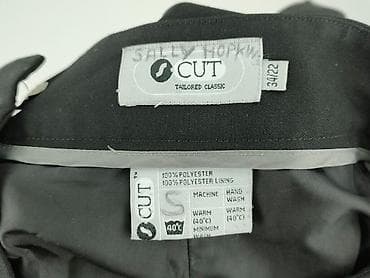 SALLY HOPKINS
S CUT
TAILORED CLASSIC
34/22
S CUT
100% POLYESTER
100% POLYESTER LINING
S
MACHINE HAND
WASH
WARM WARM
(40°C) (40°C)
MINIMUM
WASH
40°C